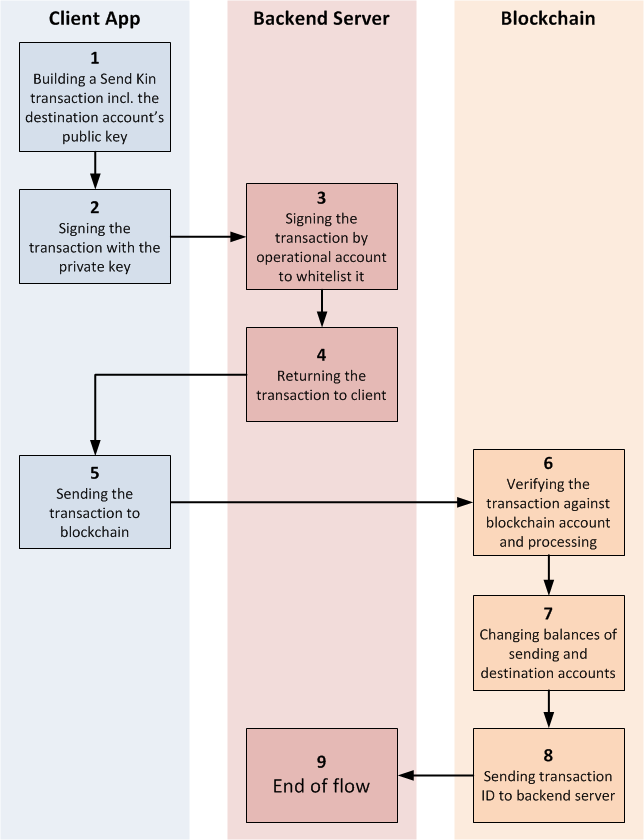 Client App
Backend Server
Blockchain
1
Building a Send Kin
transaction incl. the
destination account's
public key
2
Signing the
transaction with the
private key
3
Signing the
transaction by
operational account
to whitelist it
4
Returning the
transaction to client
5
Sending the
transaction to
blockchain
6
Verifying the
transaction against
blockchain account
and processing
7
Changing balances of
sending and
destination accounts
8
Sending transaction
ID to backend server
9
End of flow